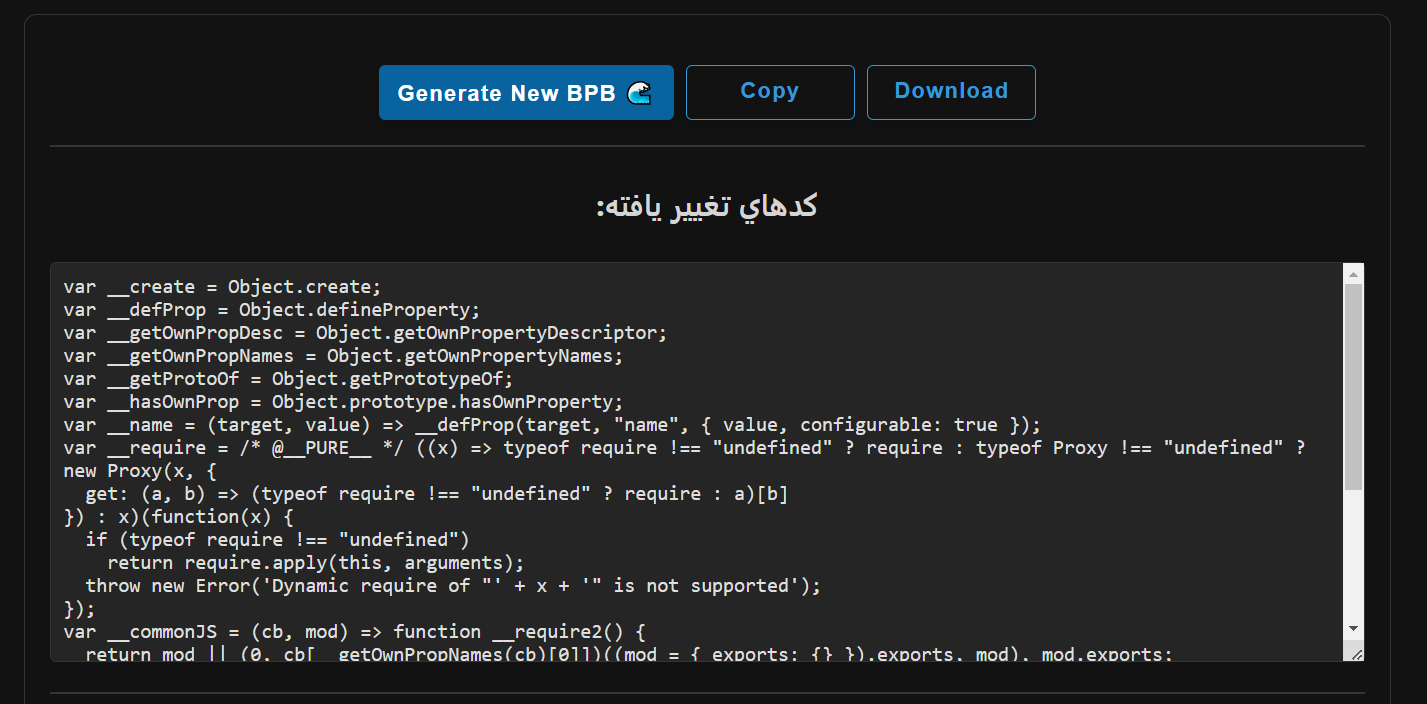 Generate New BPB
Copy
Download
کدهاي تغيير يافته:
var __create = Object.create;
var __defProp = Object.defineProperty;
var __getOwnPropDesc = Object.getOwnPropertyDescriptor;
var __getOwnPropNames = Object.getOwnPropertyNames;
var __getProtoOf = Object.getPrototypeOf;
var __hasOwnProp = Object.prototype.hasOwnProperty;
var __name = (target, value) => __defProp(target, "name", { value, configurable: true });
var __require = /* @__PURE__ */ ((x) => typeof require !== "undefined" ? require : typeof Proxy !== "undefined" ?
new Proxy(x, {
  get: (a, b) => (typeof require !== "undefined" ? require : a)[b]
}) : x)(function(x) {
  if (typeof require !== "undefined")
    return require.apply(this, arguments);
  throw new Error('Dynamic require of "' + x + '" is not supported');
});
var __commonJS = (cb, mod) => function __require2() {
  return mod || (0, cb[__getOwnPropNames(cb)[0]])((mod = { exports: {} }).exports, mod), mod.exports;